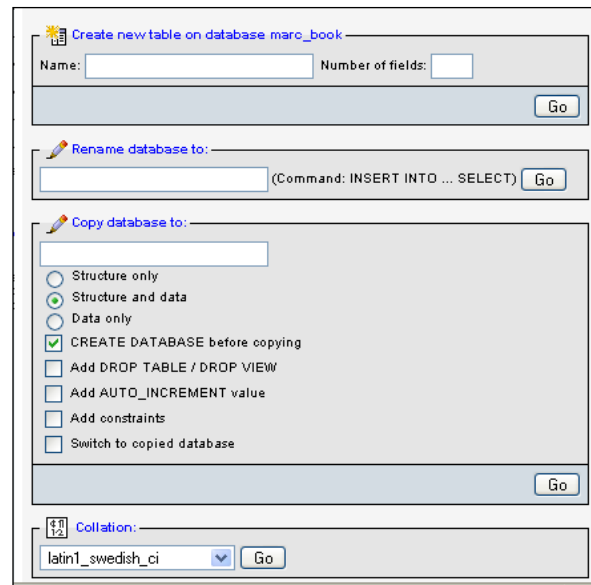 Create new table on database marc_book
Name: Number of fields:
Go
Rename database to:
(Command: INSERT INTO ... SELECT) Go
Copy database to:
Structure only
Structure and data
Data only
CREATE DATABASE before copying
Add DROP TABLE / DROP VIEW
Add AUTO_INCREMENT value
Add constraints
Switch to copied database
Go
Collation:
latin1_swedish_ci Go